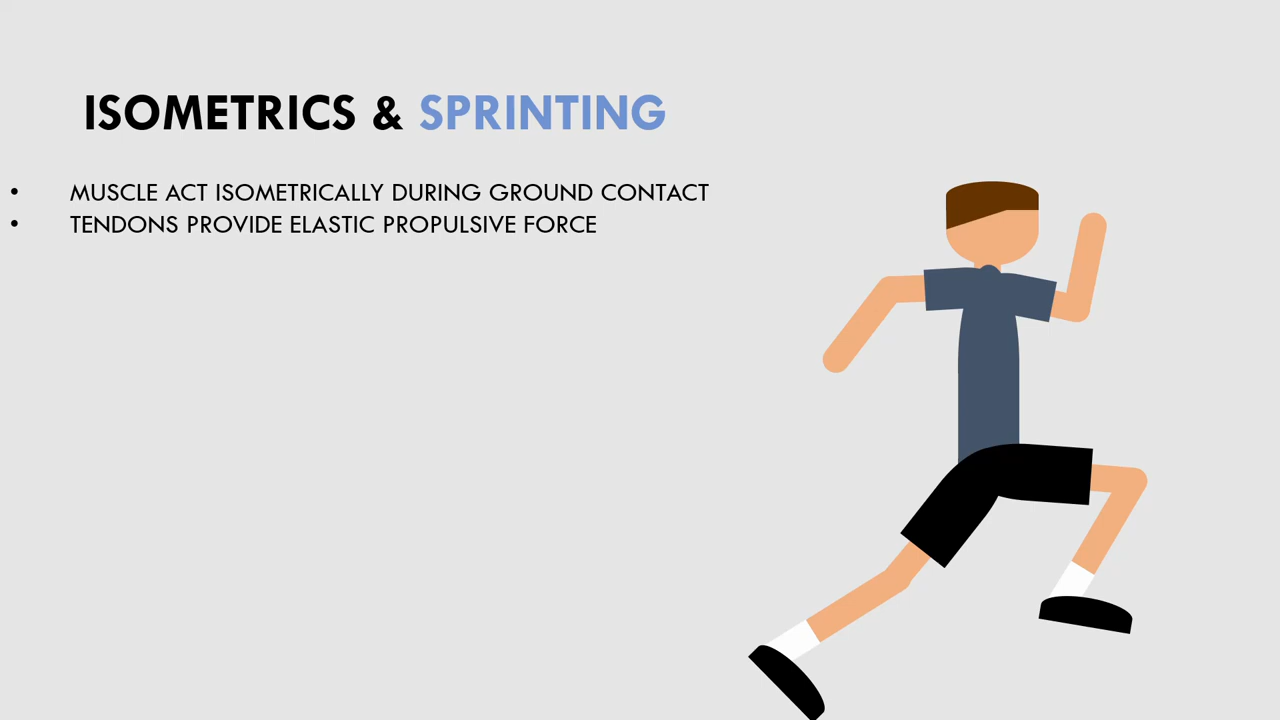 ISOMETRICS & SPRINTING
• MUSCLE ACT ISOMETRICALLY DURING GROUND CONTACT
• TENDONS PROVIDE ELASTIC PROPULSIVE FORCE